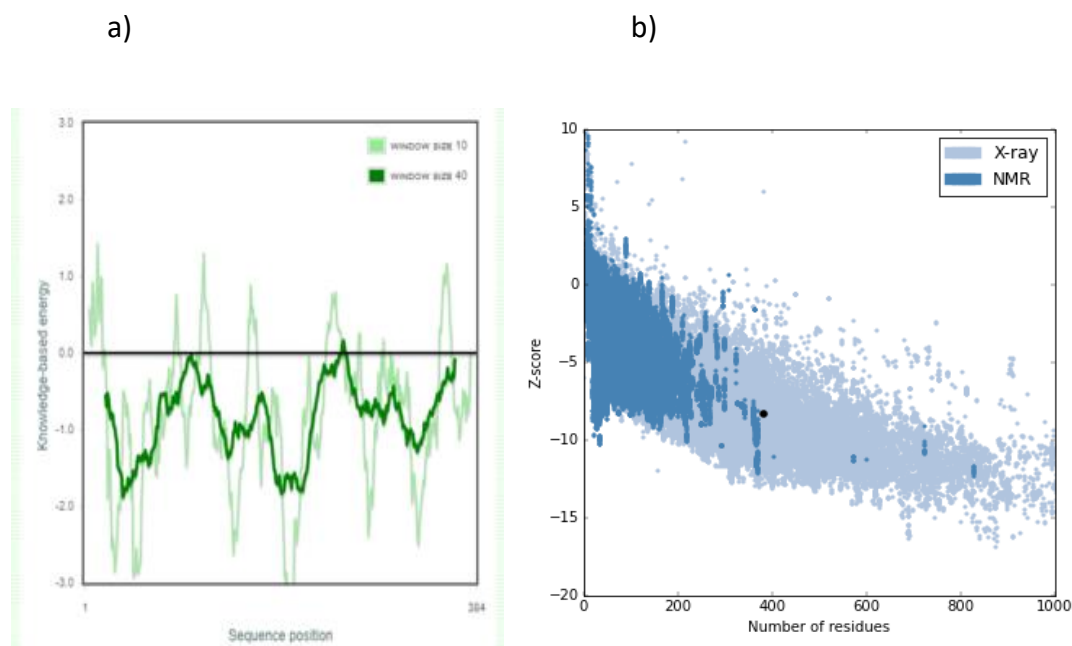 a)
b)
3.0
2.0
1.0
0.0
-1.0
-2.0
-3.0
Knowledge-based energy
WINDOW SIZE 10
WINDOW SIZE 40
1
384
Sequence position
10
5
0
−5
−10
−15
−20
Z-score
X-ray
NMR
0
200
400
600
800
1000
Number of residues